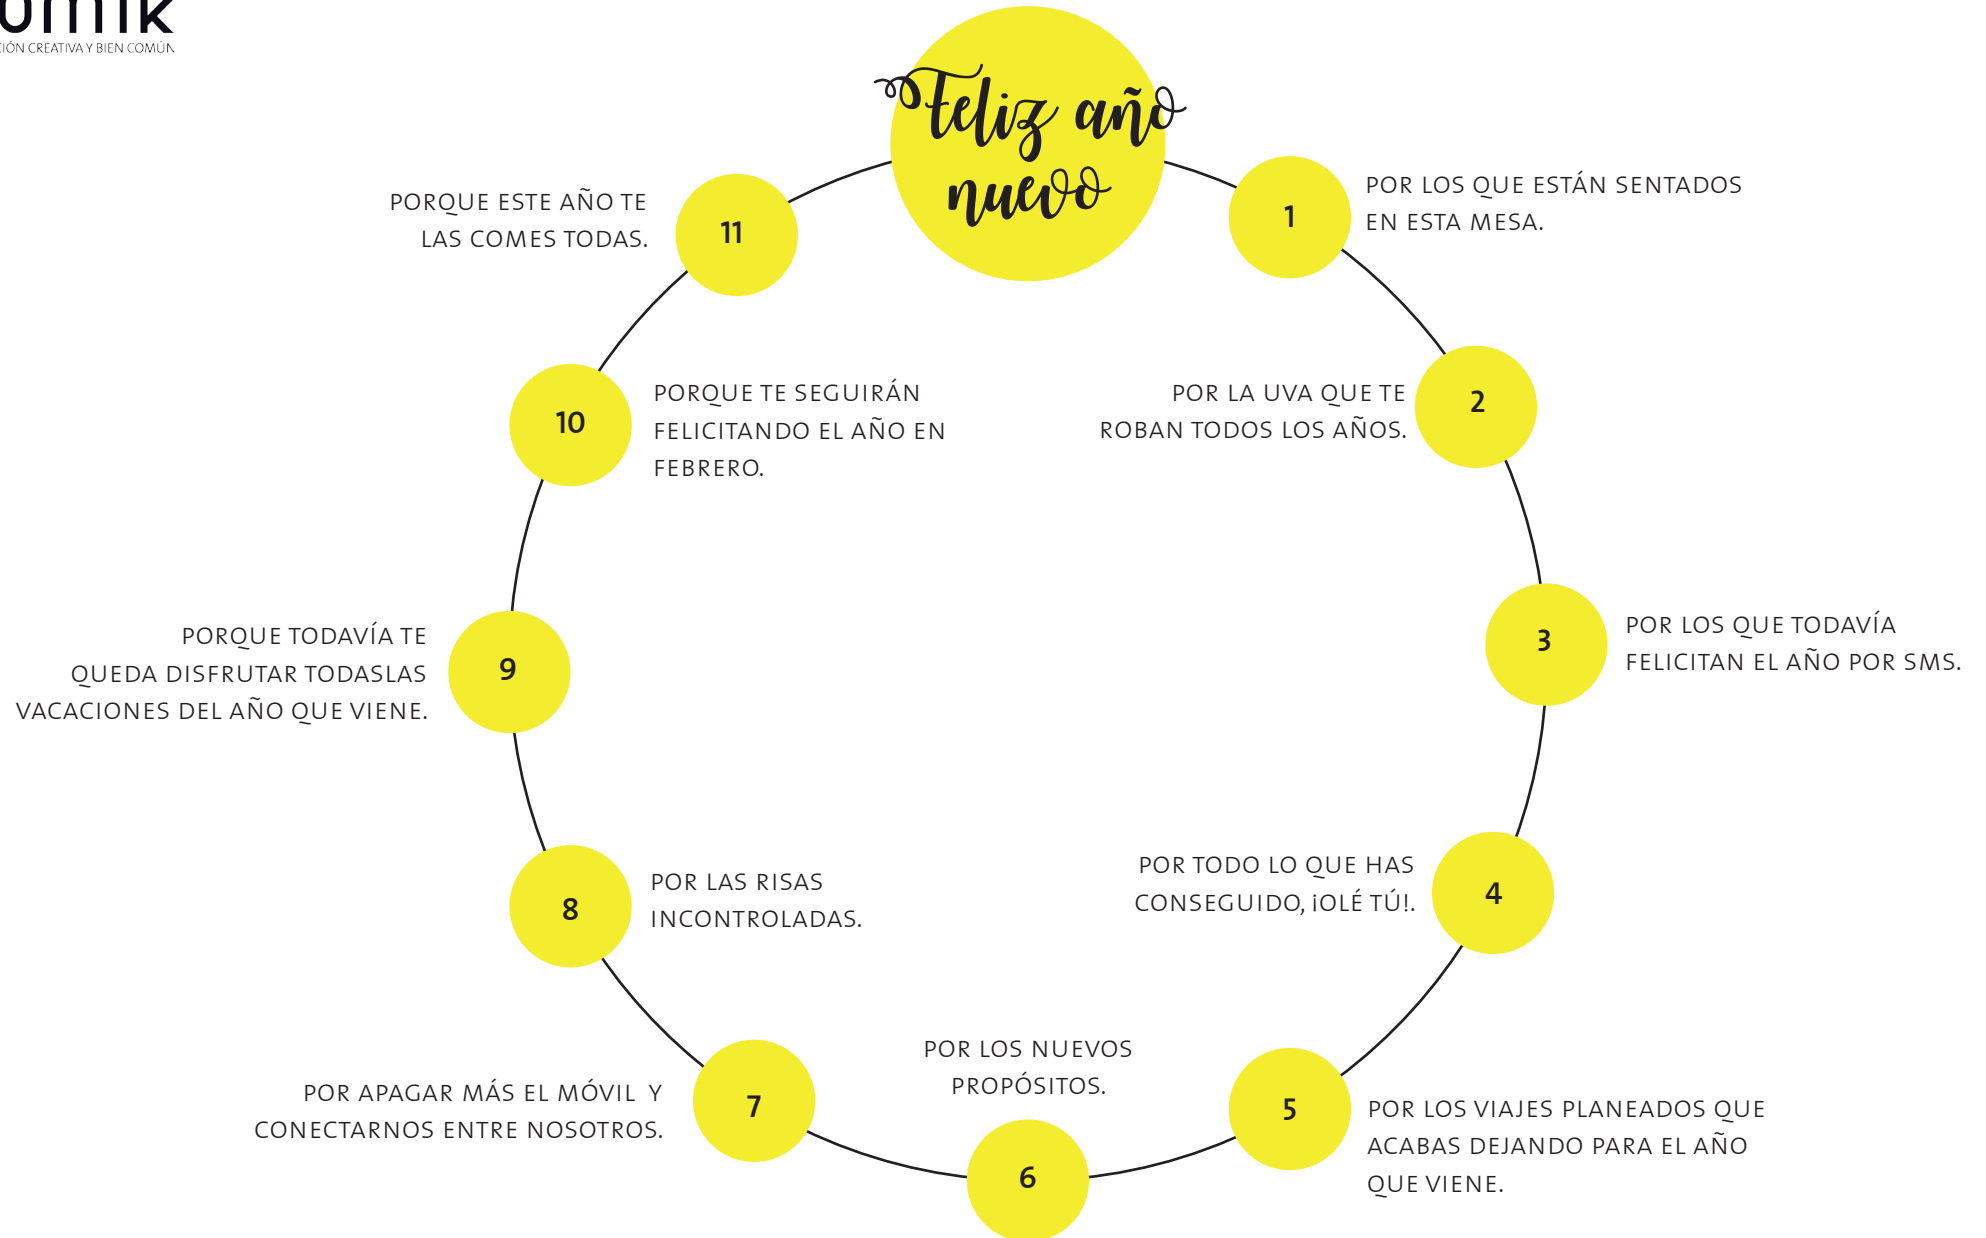 CREATIVA Y BIEN COMÚN
Feliz año
nuevo
1
POR LOS QUE ESTÁN SENTADOS
EN ESTA MESA.
2
POR LA UVA QUE TE
ROBAN TODOS LOS AÑOS.
3
POR LOS QUE TODAVÍA
FELICITAN EL AÑO POR SMS.
4
POR TODO LO QUE HAS
CONSEGUIDO, ¡OLÉ TÚ!.
5
POR LOS VIAJES PLANEADOS QUE
ACABAS DEJANDO PARA EL AÑO
QUE VIENE.
6
POR LOS NUEVOS
PROPÓSITOS.
7
POR APAGAR MÁS EL MÓVIL Y
CONECTARNOS ENTRE NOSOTROS.
8
POR LAS RISAS
INCONTROLADAS.
9
PORQUE TODAVÍA TE
QUEDA DISFRUTAR TODASLAS
VACACIONES DEL AÑO QUE VIENE.
10
PORQUE TE SEGUIRÁN
FELICITANDO EL AÑO EN
FEBRERO.
11
PORQUE ESTE AÑO TE
LAS COMES TODAS.